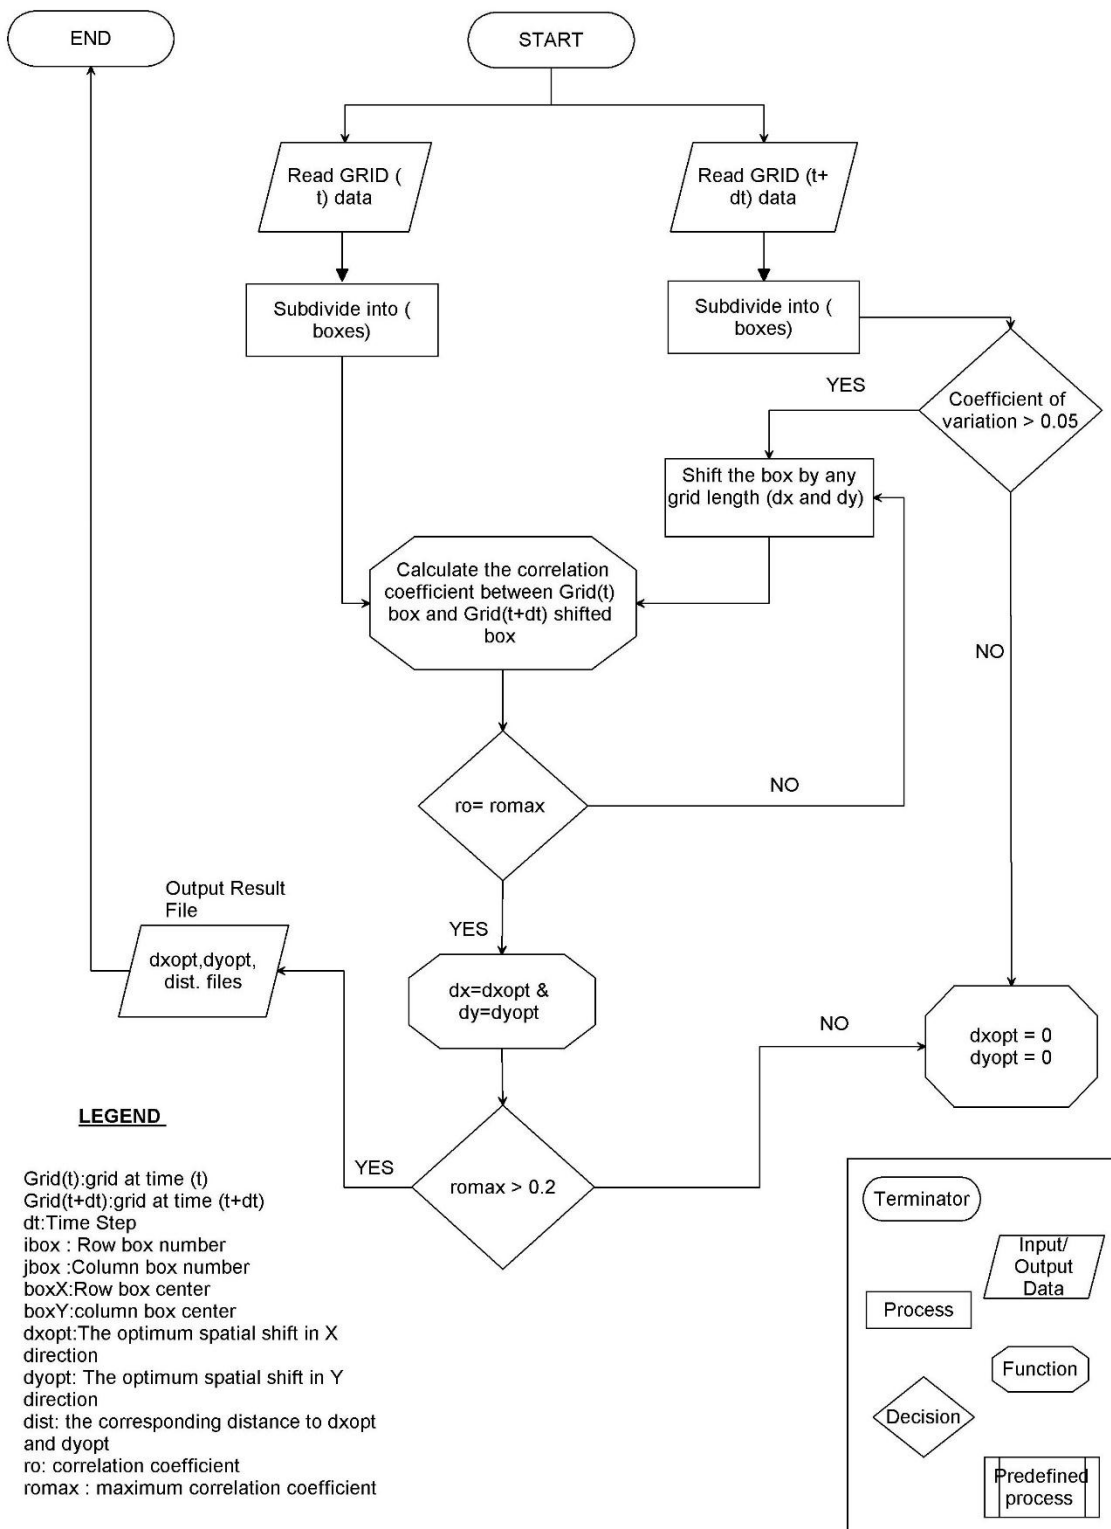 END
START
Read GRID (
t) data
Read GRID (t+
dt) data
Subdivide into (
boxes)
Subdivide into (
boxes)
YES
Coefficient of
variation > 0.05
Shift the box by any
grid length (dx and dy)
Calculate the correlation
coefficient between Grid(t)
box and Grid(t+dt) shifted
box
NO
ro= romax
NO
Output Result
File
YES
dxopt,dyopt,
dist. files
dx=dxopt &
dy=dyopt
NO
dxopt = 0
dyopt = 0
YES
romax > 0.2
LEGEND
Grid(t):grid at time (t)
Grid(t+dt):grid at time (t+dt)
dt:Time Step
ibox : Row box number
jbox :Column box number
boxX:Row box center
boxY:column box center
dxopt:The optimum spatial shift in X
direction
dyopt: The optimum spatial shift in Y
direction
dist: the corresponding distance to dxopt
and dyopt
ro: correlation coefficient
romax : maximum correlation coefficient
Terminator
Input/
Output
Data
Process
Function
Decision
Predefined
process